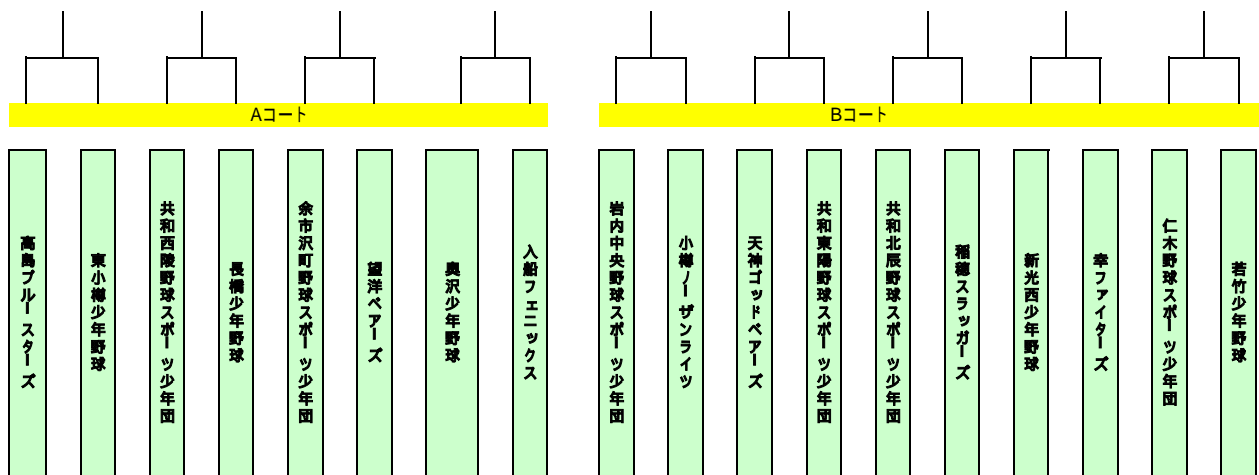 Aコート
Bコート
高島ブルースターズ
東小樽少年野球
共和西陵野球スポーツ少年団
長橋少年野球
余市沢町野球スポーツ少年団
望洋ベアーズ
奥沢少年野球
入船フェニックス
岩内中央野球スポーツ少年団
小樽ノーザンライツ
天神ゴッドベアーズ
共和東陽野球スポーツ少年団
共和北辰野球スポーツ少年団
稲穂スラッガーズ
新光西少年野球
幸ファイターズ
仁木野球スポーツ少年団
若竹少年野球